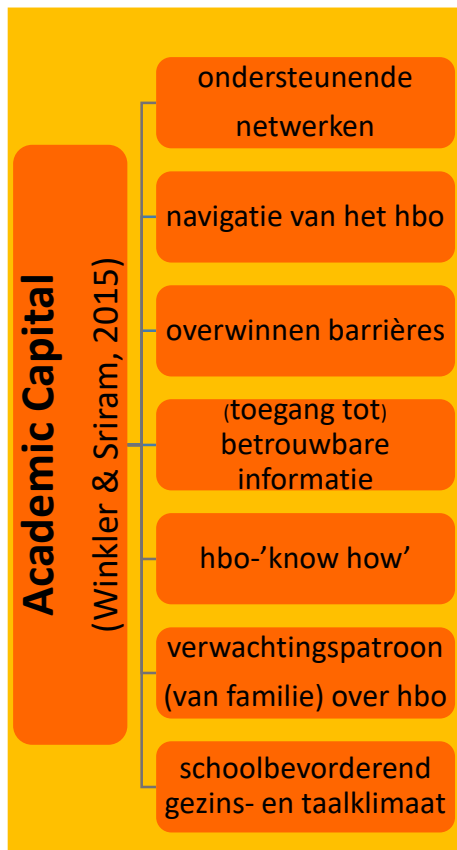 Academic Capital
(Winkler & Sriram, 2015)
ondersteunende
netwerken
navigatie van het hbo
overwinnen barrières
(toegang tot)
betrouwbare
informatie
hbo-’know how’
verwachtingspatroon
(van familie) over hbo
schoolbevorderend
gezins- en taalklimaat